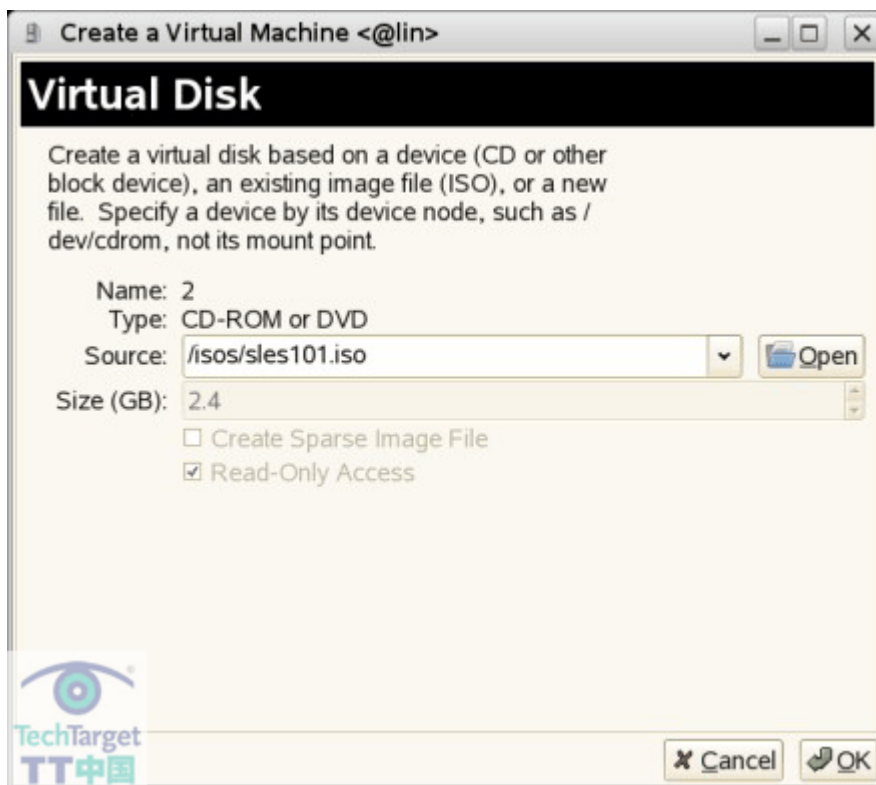 Create a Virtual Machine <@lin>
Virtual Disk
Create a virtual disk based on a device (CD or other
block device), an existing image file (ISO), or a new
file. Specify a device by its device node, such as /
dev/cdrom, not its mount point.
Name: 2
Type: CD-ROM or DVD
Source: /isos/sles101.iso Open
Size (GB): 2.4
Create Sparse Image File
Read-Only Access
TechTarget
TT中国
Cancel OK